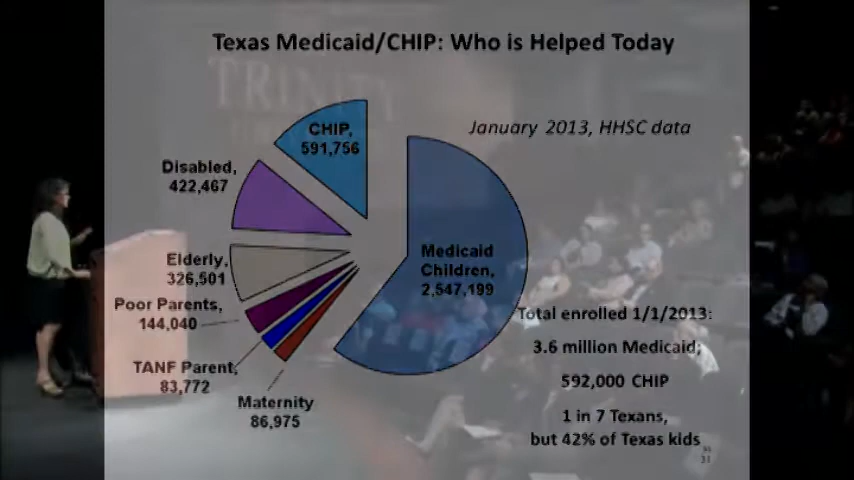 Texas Medicaid/CHIP: Who is Helped Today
TRINITY
January 2013, HHSC data
CHIP,
591,756
Disabled,
422,467
Elderly,
326,501
Poor Parents,
144,040
TANF Parent,
83,772
Maternity
86,975
Medicaid
Children,
2,547,199
Total enrolled 1/1/2013:
3.6 million Medicaid;
592,000 CHIP
1 in 7 Texans,
but 42% of Texas kids
31